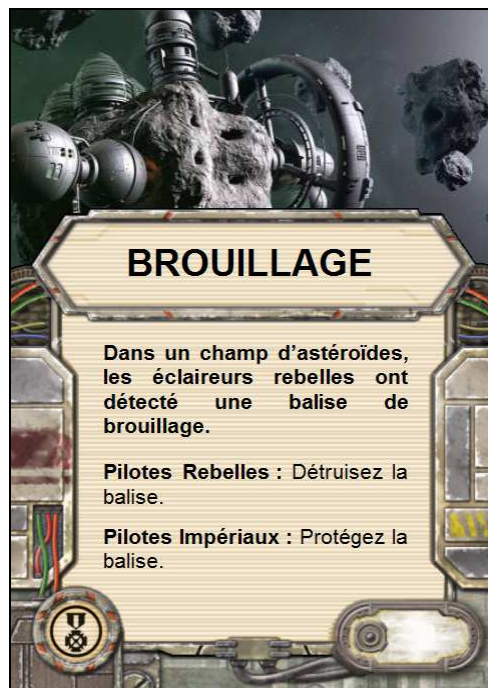 BROUILLAGE
Dans un champ d'astéroïdes,
les éclaireurs rebelles ont
détecté une balise de
brouillage.
Pilotes Rebelles : Détruisez la
balise.
Pilotes Impériaux : Protégez la
balise.